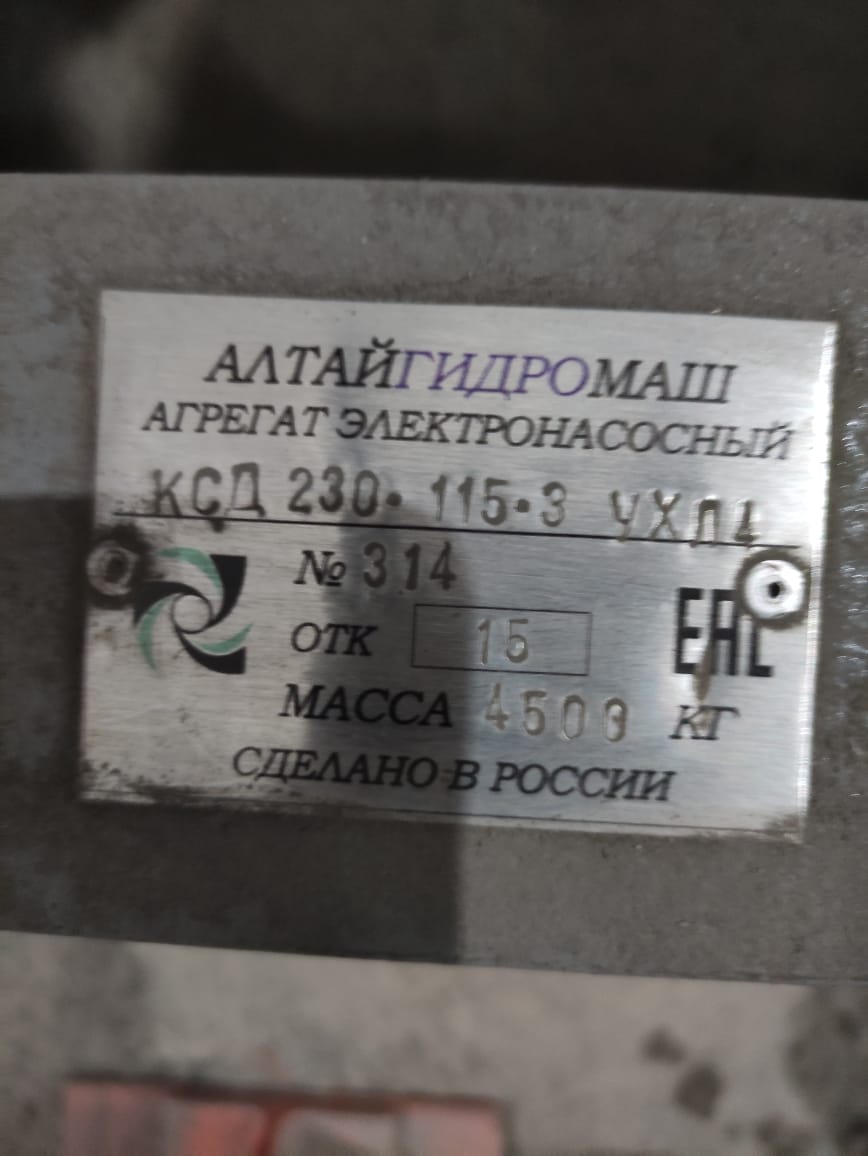 АЛТАЙГИДРОМАШ
АГРЕГАТ ЭЛЕКТРОНАСОСНЫЙ
КСД 230·115·3 УХЛ4
№ 314
ОТК 15
EAC
МАССА 4500 КГ
СДЕЛАНО В РОССИИ